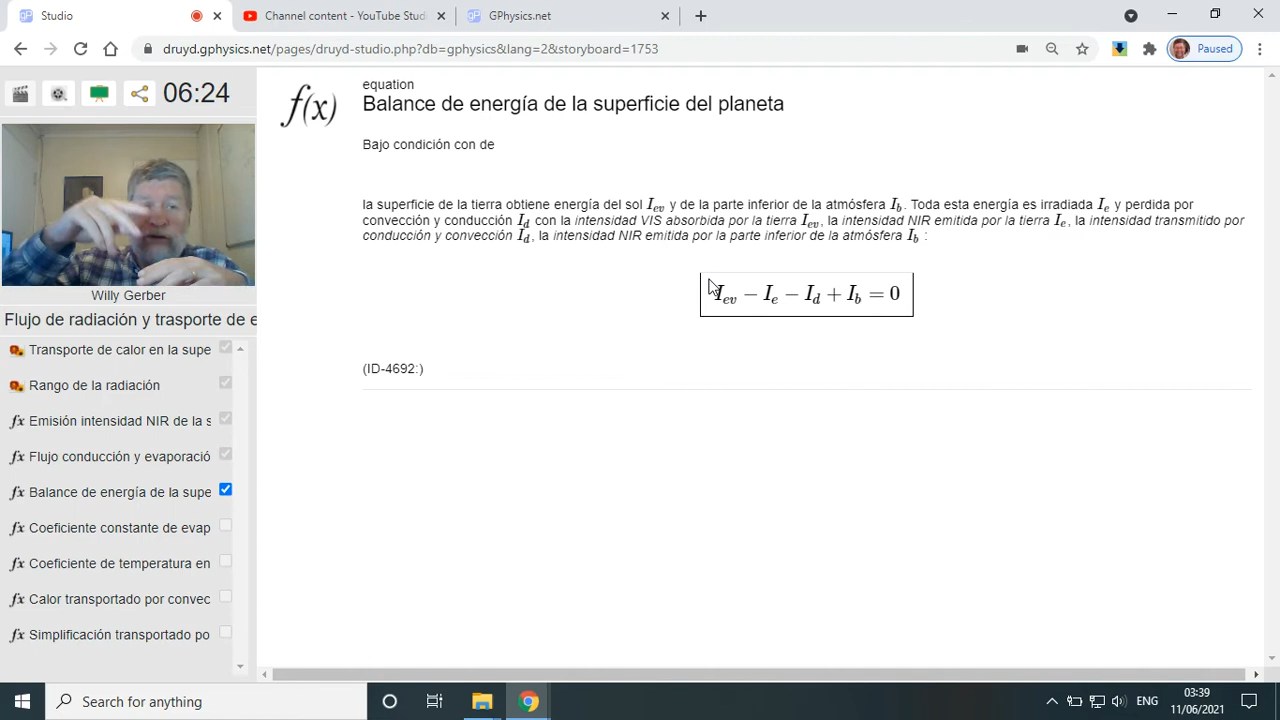 Studio
Channel content - YouTube Stud
GPhysics.net
druyd.gphysics.net/pages/druyd-studio.php?db=gphysics&lang=2&storyboard=1753
Paused
06:24
Willy Gerber
Flujo de radiación y trasporte de e
Transporte de calor en la supe
Rango de la radiación
fx Emisión intensidad NIR de la s
fx Flujo conducción y evaporació
fx Balance de energía de la supe
fx Coeficiente constante de evap
fx Coeficiente de temperatura en
fx Calor transportado por convec
fx Simplificación transportado po
f(x)
equation
Balance de energía de la superficie del planeta
Bajo condición con de
la superficie de la tierra obtiene energía del sol I_ev y de la parte inferior de la atmósfera I_b. Toda esta energía es irradiada I_e y perdida por
convección y conducción I_d con la intensidad VIS absorbida por la tierra I_ev, la intensidad NIR emitida por la tierra I_e, la intensidad transmitido por
conducción y convección I_d, la intensidad NIR emitida por la parte inferior de la atmósfera I_b :
I_ev − I_e − I_d + I_b = 0
(ID-4692:)
Search for anything
ENG
03:39
11/06/2021